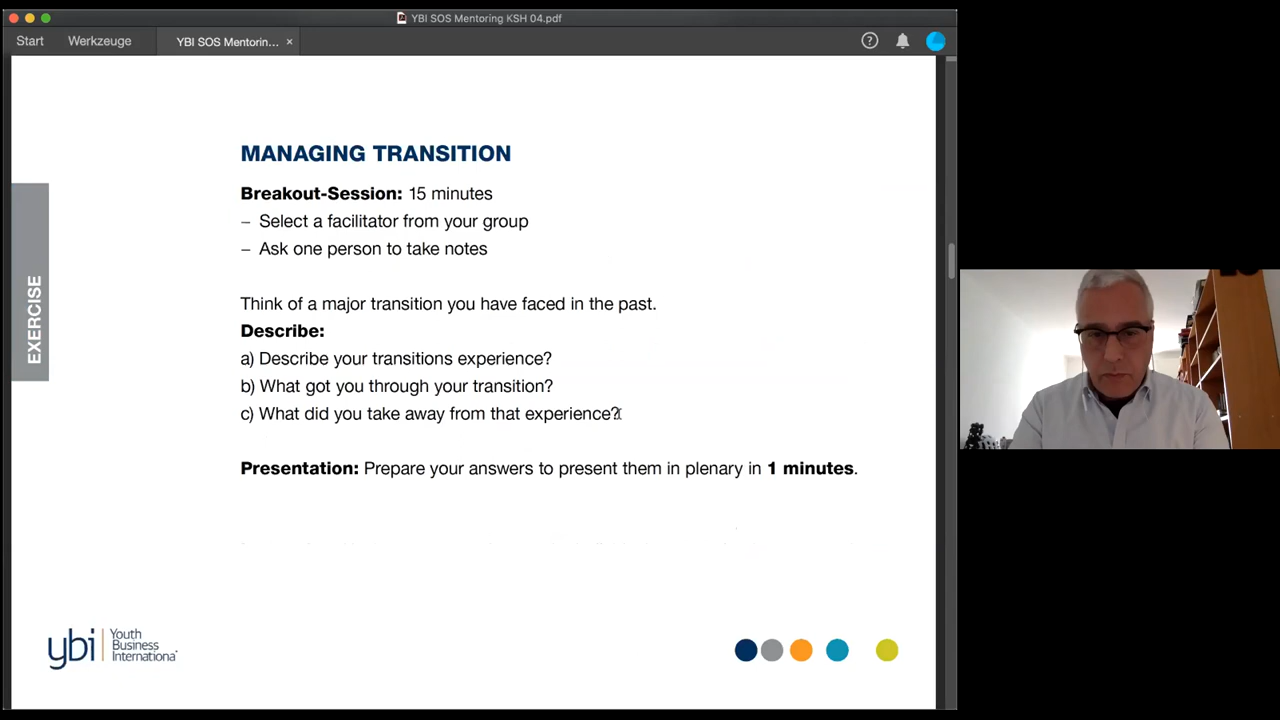 YBI SOS Mentoring KSH 04.pdf
Start
Werkzeuge
YBI SOS Mentorin... ×
?
EXERCISE
MANAGING TRANSITION
Breakout-Session: 15 minutes
– Select a facilitator from your group
– Ask one person to take notes
Think of a major transition you have faced in the past.
Describe:
a) Describe your transitions experience?
b) What got you through your transition?
c) What did you take away from that experience?
Presentation: Prepare your answers to present them in plenary in 1 minutes.
ybi
Youth
Business
International